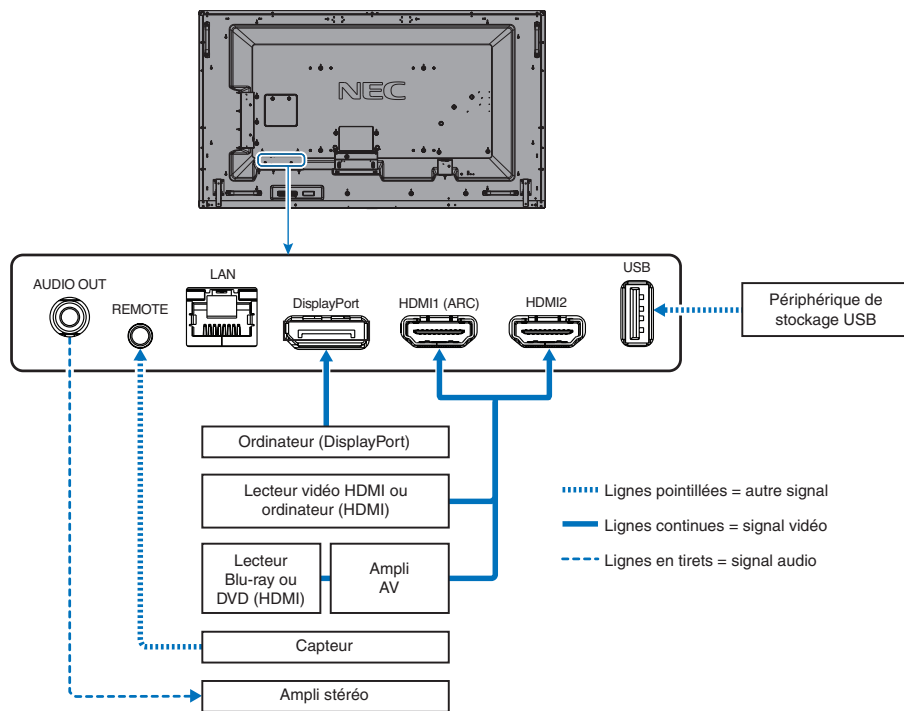 NEC
AUDIO OUT
REMOTE
LAN
DisplayPort
HDMI1 (ARC)
HDMI2
USB
Périphérique de
stockage USB
Ordinateur (DisplayPort)
Lecteur vidéo HDMI ou
ordinateur (HDMI)
Lecteur
Blu-ray ou
DVD (HDMI)
Ampli
AV
Capteur
Ampli stéréo
Lignes pointillées = autre signal
Lignes continues = signal vidéo
Lignes en tirets = signal audio